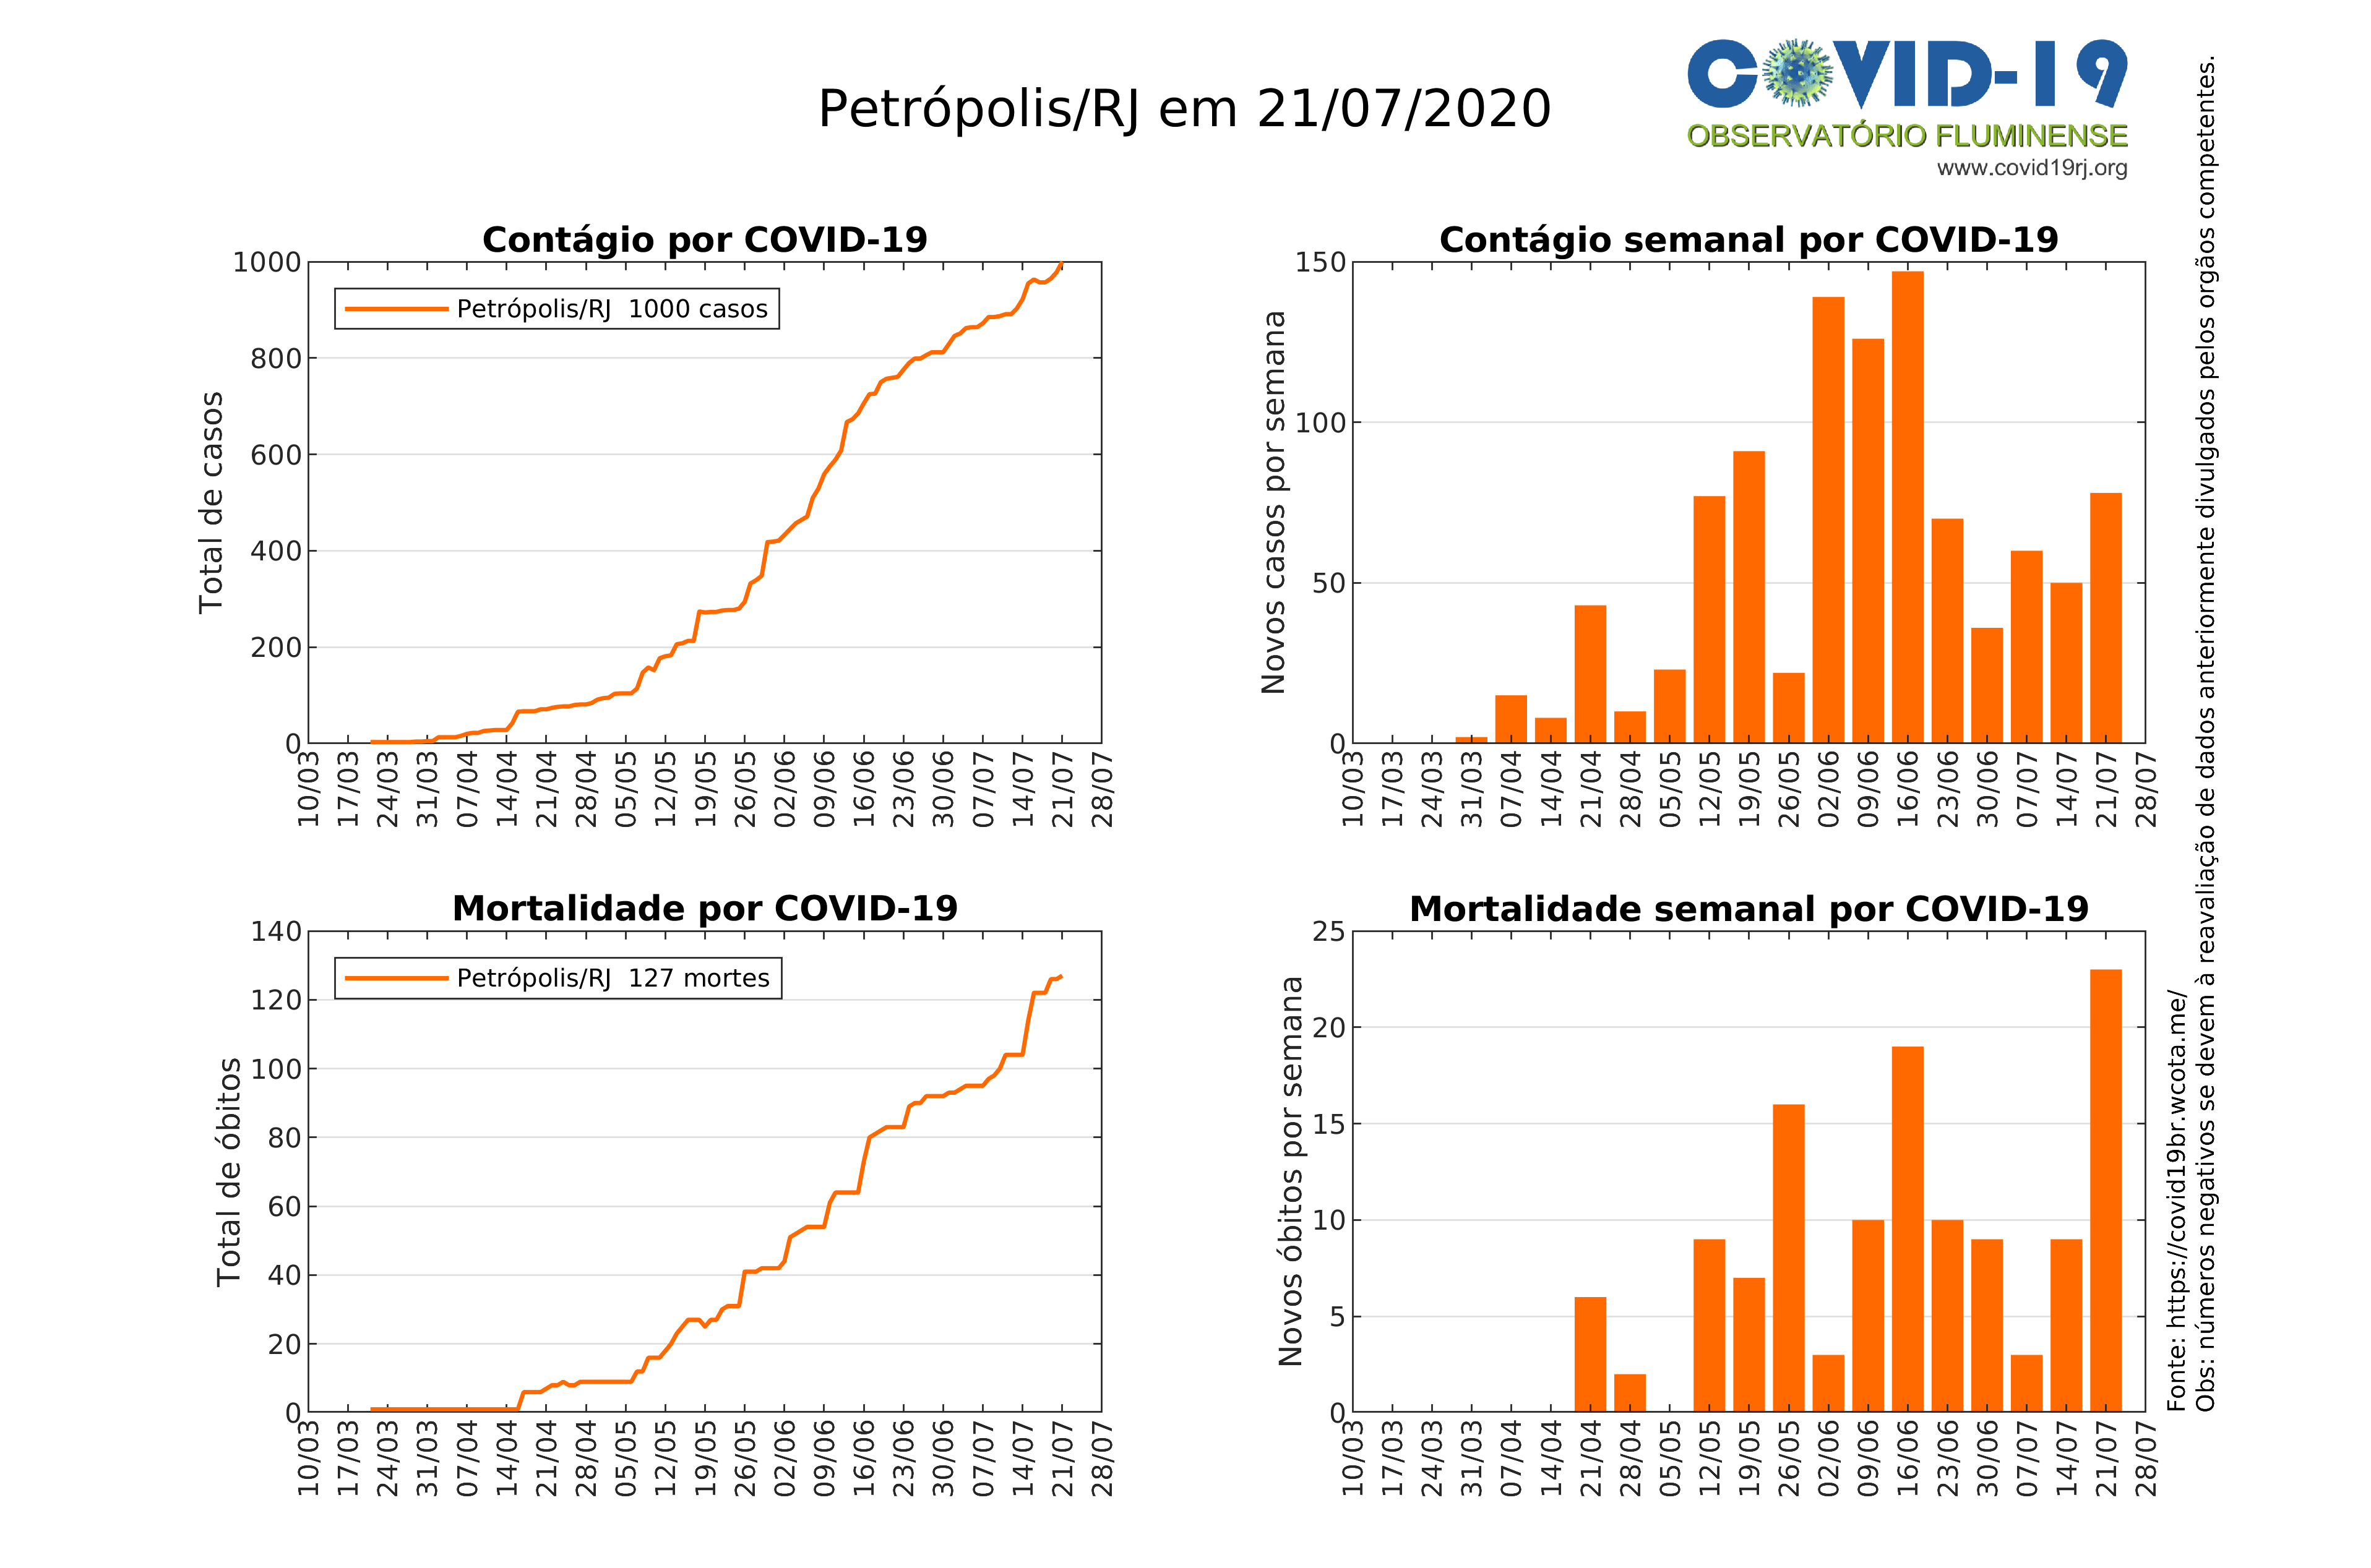 Petrópolis/RJ em 21/07/2020
COVID-19
OBSERVATÓRIO FLUMINENSE
www.covid19rj.org
Contágio por COVID-19
Total de casos
1000
800
600
400
200
0
Petrópolis/RJ 1000 casos
10/03 17/03 24/03 31/03 07/04 14/04 21/04 28/04 05/05 12/05 19/05 26/05 02/06 09/06 16/06 23/06 30/06 07/07 14/07 21/07 28/07
Contágio semanal por COVID-19
Novos casos por semana
150
100
50
0
10/03 17/03 24/03 31/03 07/04 14/04 21/04 28/04 05/05 12/05 19/05 26/05 02/06 09/06 16/06 23/06 30/06 07/07 14/07 21/07 28/07
Mortalidade por COVID-19
Total de óbitos
140
120
100
80
60
40
20
0
Petrópolis/RJ 127 mortes
10/03 17/03 24/03 31/03 07/04 14/04 21/04 28/04 05/05 12/05 19/05 26/05 02/06 09/06 16/06 23/06 30/06 07/07 14/07 21/07 28/07
Mortalidade semanal por COVID-19
Novos óbitos por semana
25
20
15
10
5
0
10/03 17/03 24/03 31/03 07/04 14/04 21/04 28/04 05/05 12/05 19/05 26/05 02/06 09/06 16/06 23/06 30/06 07/07 14/07 21/07 28/07
Fonte: https://covid19br.wcota.me/
Obs: números negativos se devem à reavaliação de dados anteriormente divulgados pelos orgãos competentes.